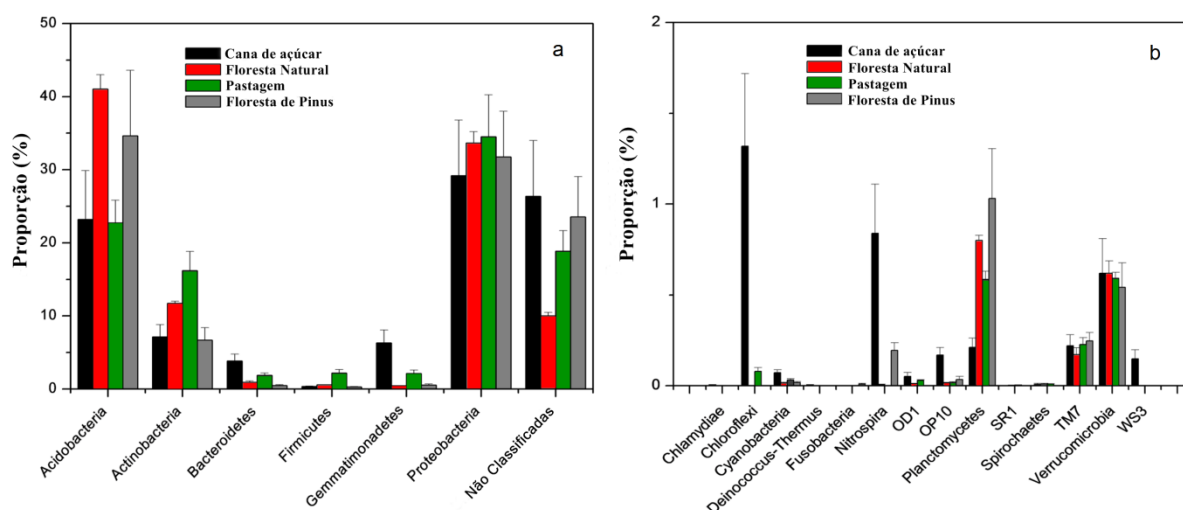 a
Cana de açúcar
Floresta Natural
Pastagem
Floresta de Pinus
Proporção (%)
50
40
30
20
10
0
Acidobacteria
Actinobacteria
Bacteroidetes
Firmicutes
Gemmatimonadetes
Proteobacteria
Não Classificadas
b
Cana de açúcar
Floresta Natural
Pastagem
Floresta de Pinus
Proporção (%)
2
1
0
Chlamydiae
Chloroflexi
Cyanobacteria
Deinococcus-Thermus
Fusobacteria
Nitrospira
OD1
OP10
Planctomycetes
SR1
Spirochaetes
TM7
Verrucomicrobia
WS3